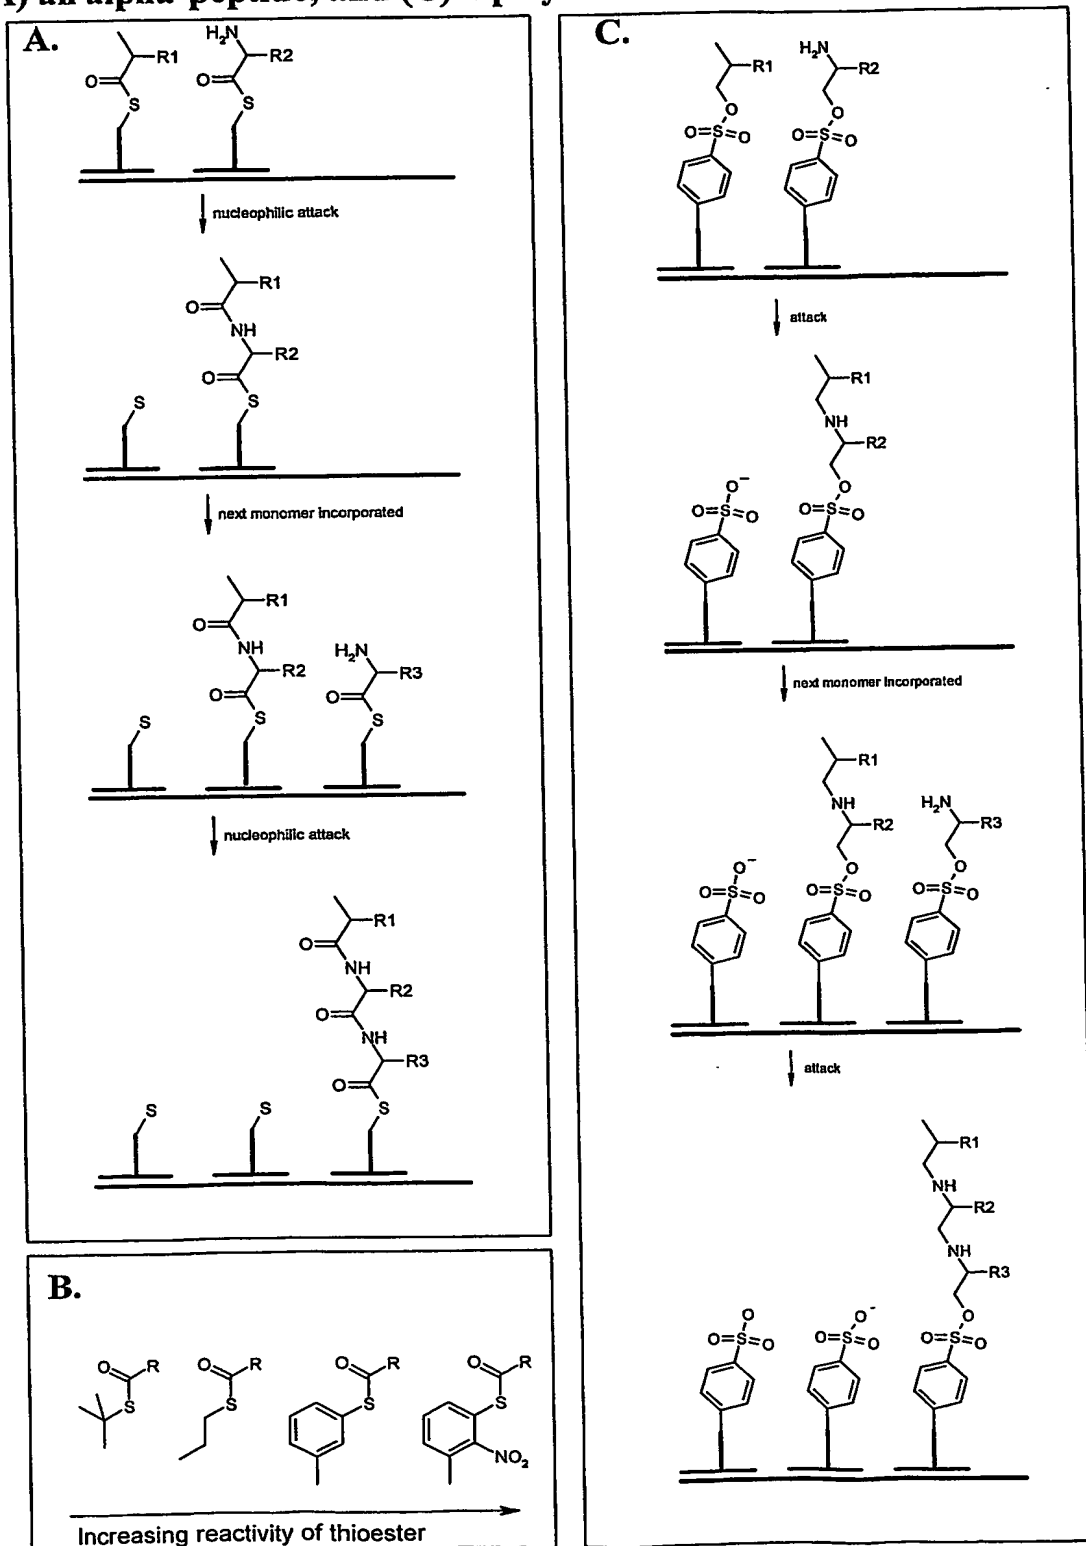 an alpha-peptide, and (C)
A.
R1
H₂N
R2
O
O
S
S
nucleophilic attack
R1
O
NH
R2
O
S
S
next monomer incorporated
R1
O
NH
H₂N
R2
R3
O
O
S
S
S
nucleophilic attack
R1
O
NH
R2
O
NH
R3
O
S
S
S
B.
O R O R O R O R
S S S S
NO₂
Increasing reactivity of thioester
C.
R1
H₂N
R2
O
O
O=S=O
O=S=O
attack
R1
NH
R2
O
O⁻
O=S=O
O=S=O
next monomer incorporated
R1
NH
H₂N
R2
R3
O⁻
O
O
O=S=O
O=S=O
O=S=O
attack
R1
NH
R2
NH
R3
O
O⁻
O
O=S=O
O=S=O
O=S=O